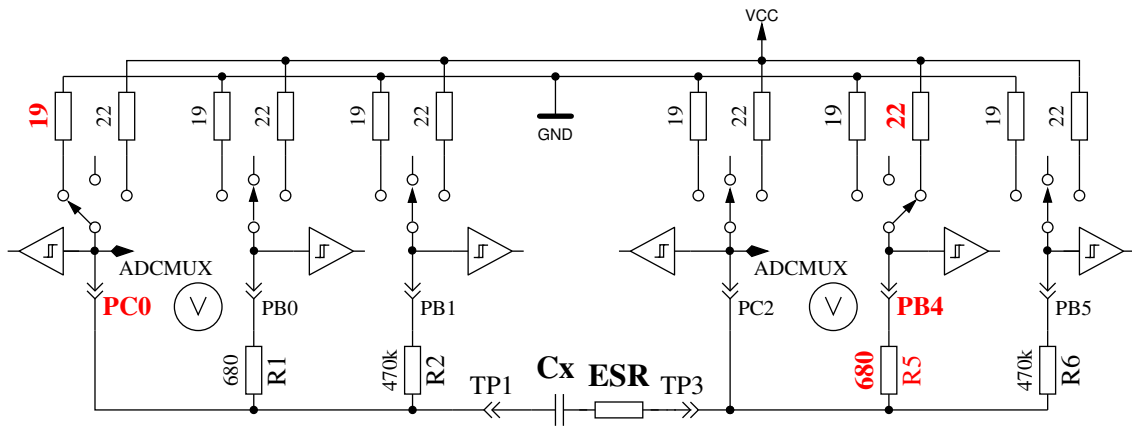 VCC
19
22
19
22
19
22
19
22
19
22
19
22
GND
ADCMUX
ADCMUX
PC0
V
PB0
PB1
PC2
V
PB4
PB5
680
R1
470k
R2
680
R5
470k
R6
TP1
Cx
ESR
TP3